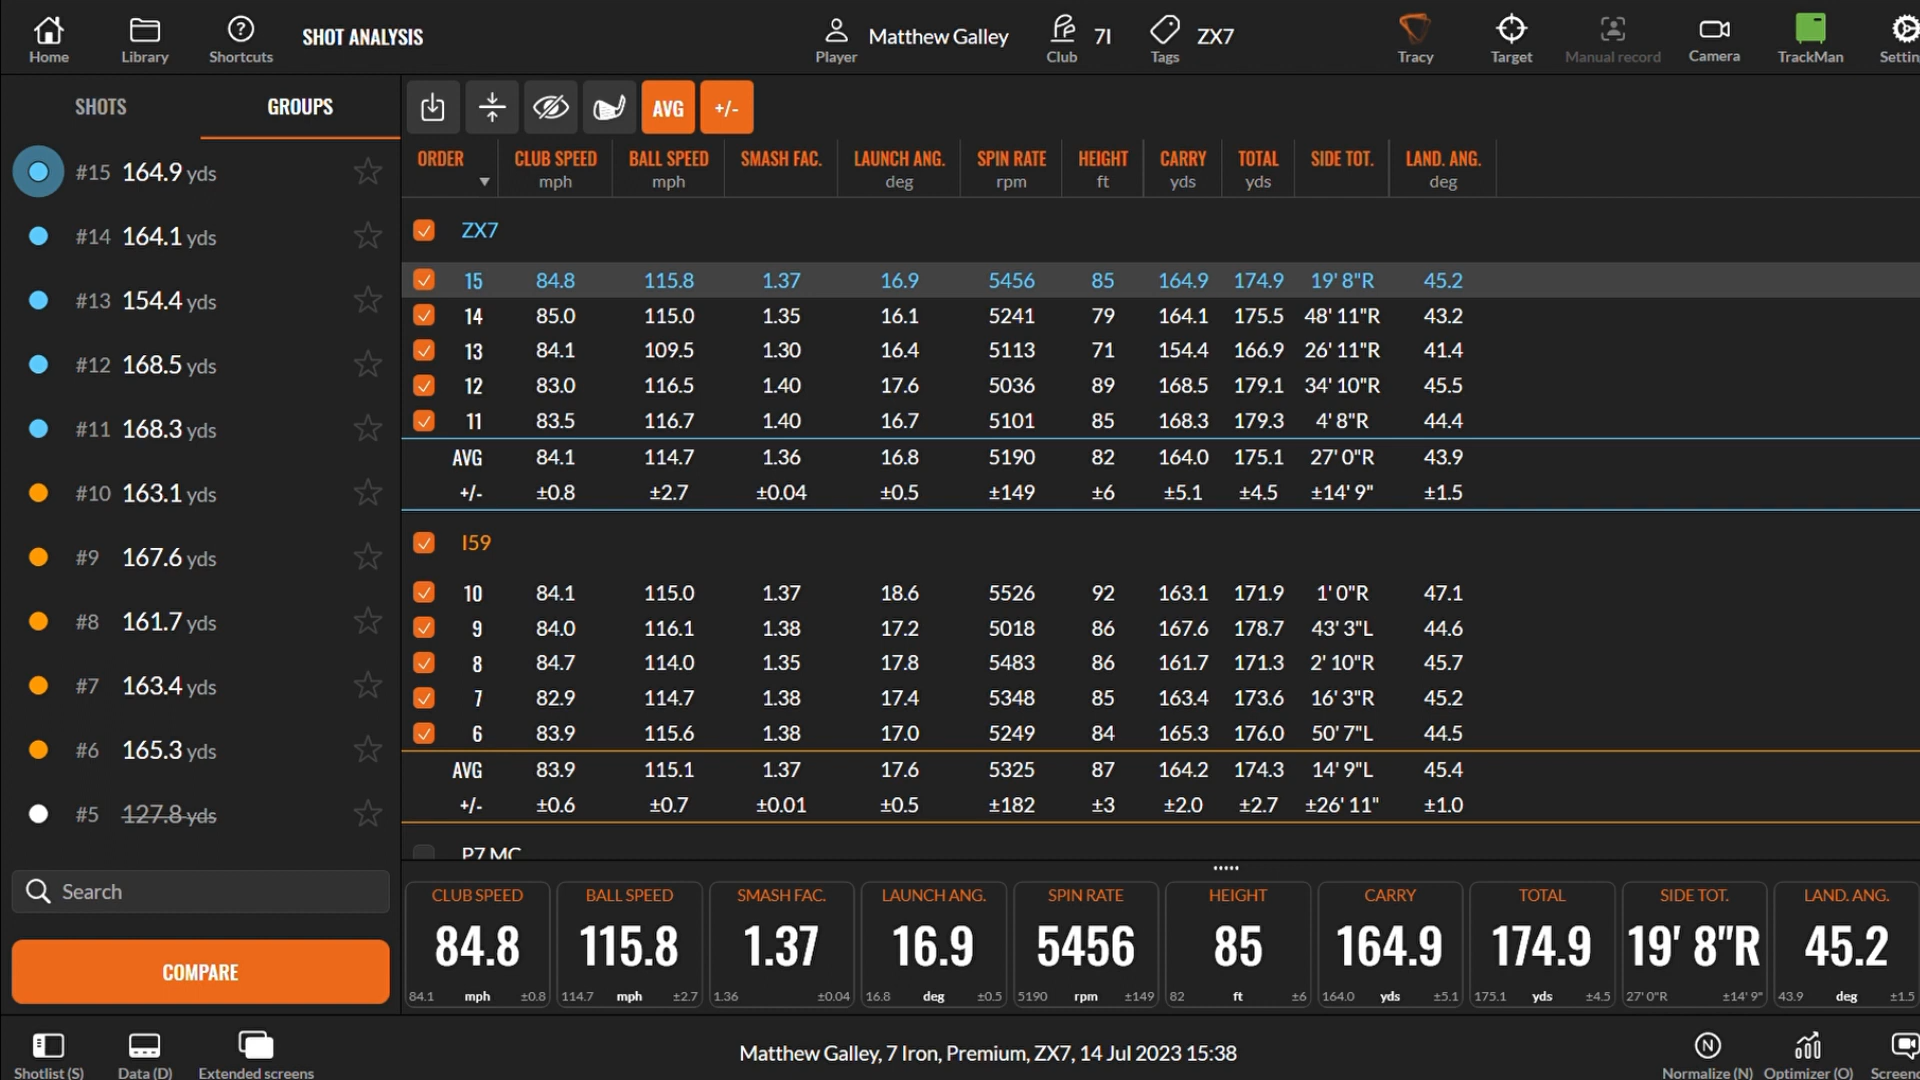 Home
Library
Shortcuts
SHOT ANALYSIS
Player
Matthew Galley
Club
7I
Tags
ZX7
Tracy
Target
Manual record
Camera
TrackMan
Settin
SHOTS
GROUPS
#15 164.9 yds
#14 164.1 yds
#13 154.4 yds
#12 168.5 yds
#11 168.3 yds
#10 163.1 yds
#9 167.6 yds
#8 161.7 yds
#7 163.4 yds
#6 165.3 yds
#5 127.8 yds
Search
COMPARE
AVG
+/-
ORDER CLUB SPEED BALL SPEED SMASH FAC. LAUNCH ANG. SPIN RATE HEIGHT CARRY TOTAL SIDE TOT. LAND. ANG.
mph mph deg rpm ft yds yds deg
ZX7
15 84.8 115.8 1.37 16.9 5456 85 164.9 174.9 19' 8"R 45.2
14 85.0 115.0 1.35 16.1 5241 79 164.1 175.5 48' 11"R 43.2
13 84.1 109.5 1.30 16.4 5113 71 154.4 166.9 26' 11"R 41.4
12 83.0 116.5 1.40 17.6 5036 89 168.5 179.1 34' 10"R 45.5
11 83.5 116.7 1.40 16.7 5101 85 168.3 179.3 4' 8"R 44.4
AVG 84.1 114.7 1.36 16.8 5190 82 164.0 175.1 27' 0"R 43.9
+/- ±0.8 ±2.7 ±0.04 ±0.5 ±149 ±6 ±5.1 ±4.5 ±14' 9" ±1.5
I59
10 84.1 115.0 1.37 18.6 5526 92 163.1 171.9 1' 0"R 47.1
9 84.0 116.1 1.38 17.2 5018 86 167.6 178.7 43' 3"L 44.6
8 84.7 114.0 1.35 17.8 5483 86 161.7 171.3 2' 10"R 45.7
7 82.9 114.7 1.38 17.4 5348 85 163.4 173.6 16' 3"R 45.2
6 83.9 115.6 1.38 17.0 5249 84 165.3 176.0 50' 7"L 44.5
AVG 83.9 115.1 1.37 17.6 5325 87 164.2 174.3 14' 9"L 45.4
+/- ±0.6 ±0.7 ±0.01 ±0.5 ±182 ±3 ±2.0 ±2.7 ±26' 11" ±1.0
P7 MC
CLUB SPEED BALL SPEED SMASH FAC. LAUNCH ANG. SPIN RATE HEIGHT CARRY TOTAL SIDE TOT. LAND. ANG.
84.8 115.8 1.37 16.9 5456 85 164.9 174.9 19' 8"R 45.2
84.1 mph ±0.8 114.7 mph ±2.7 1.36 ±0.04 16.8 deg ±0.5 5190 rpm ±149 82 ft ±6 164.0 yds ±5.1 175.1 yds ±4.5 27' 0"R ±14' 9" 43.9 deg ±1.5
Shotlist (S)
Data (D)
Extended screens
Matthew Galley, 7 Iron, Premium, ZX7, 14 Jul 2023 15:38
N
Normalize (N)
Optimizer (O)
Screenc